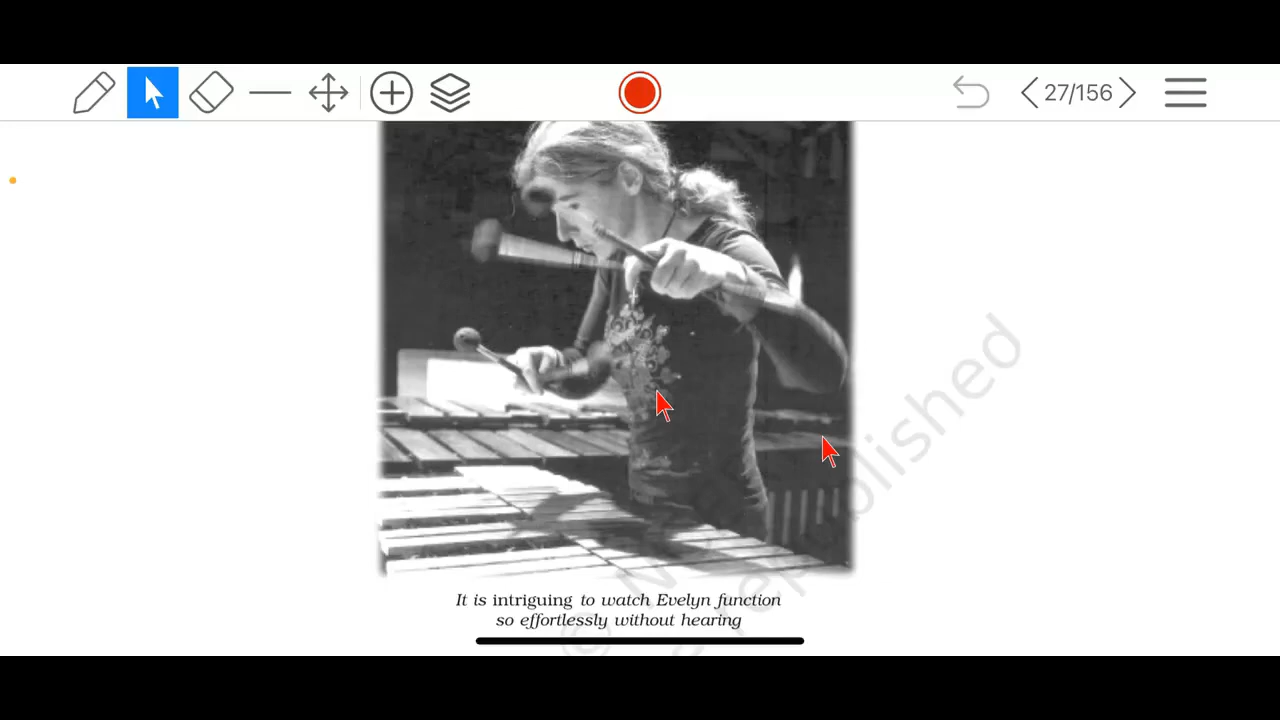 27/156
It is intriguing to watch Evelyn function
so effortlessly without hearing